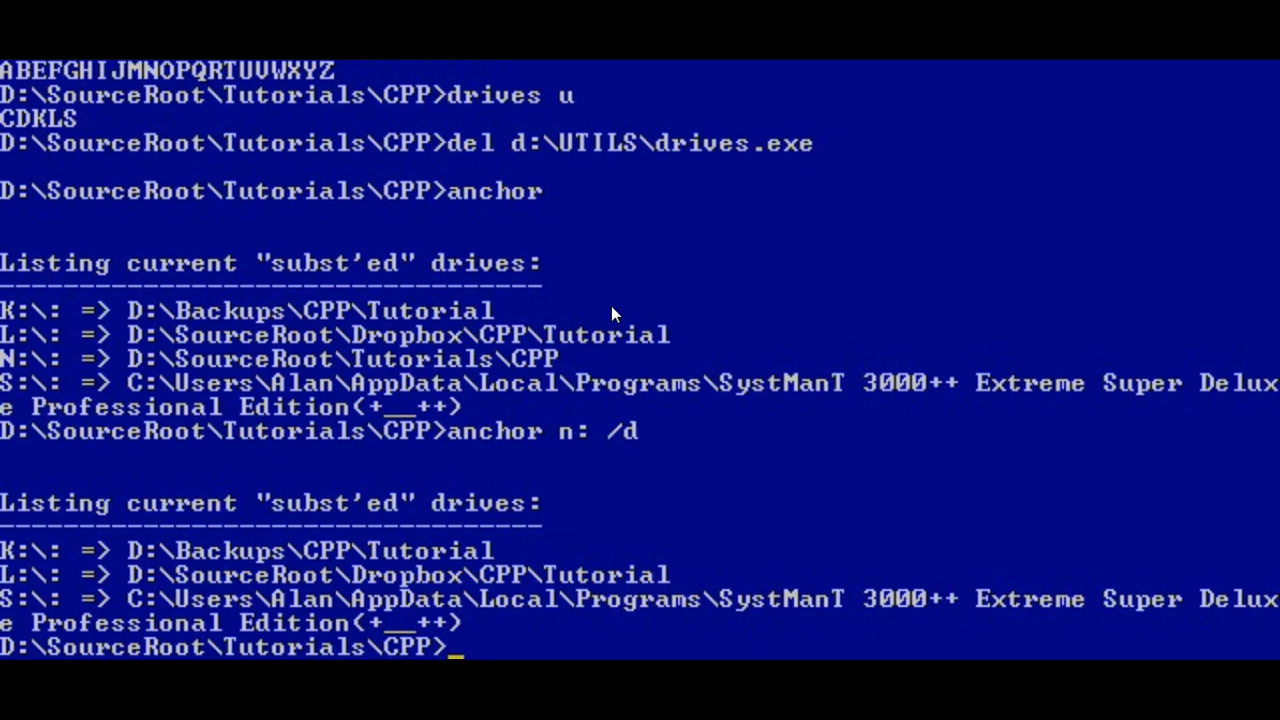 ABEFGHIJMNOPQRTUVWXYZ
D:\SourceRoot\Tutorials\CPP>drives u
CDKLS
D:\SourceRoot\Tutorials\CPP>del d:\UTILS\drives.exe
D:\SourceRoot\Tutorials\CPP>anchor
Listing current "subst'ed" drives:
----------------------------------
K:\: => D:\Backups\CPP\Tutorial
L:\: => D:\SourceRoot\Dropbox\CPP\Tutorial
N:\: => D:\SourceRoot\Tutorials\CPP
S:\: => C:\Users\Alan\AppData\Local\Programs\SystManT 3000++ Extreme Super Delux
e Professional Edition(+__++)
D:\SourceRoot\Tutorials\CPP>anchor n: /d
Listing current "subst'ed" drives:
----------------------------------
K:\: => D:\Backups\CPP\Tutorial
L:\: => D:\SourceRoot\Dropbox\CPP\Tutorial
S:\: => C:\Users\Alan\AppData\Local\Programs\SystManT 3000++ Extreme Super Delux
e Professional Edition(+__++)
D:\SourceRoot\Tutorials\CPP>_